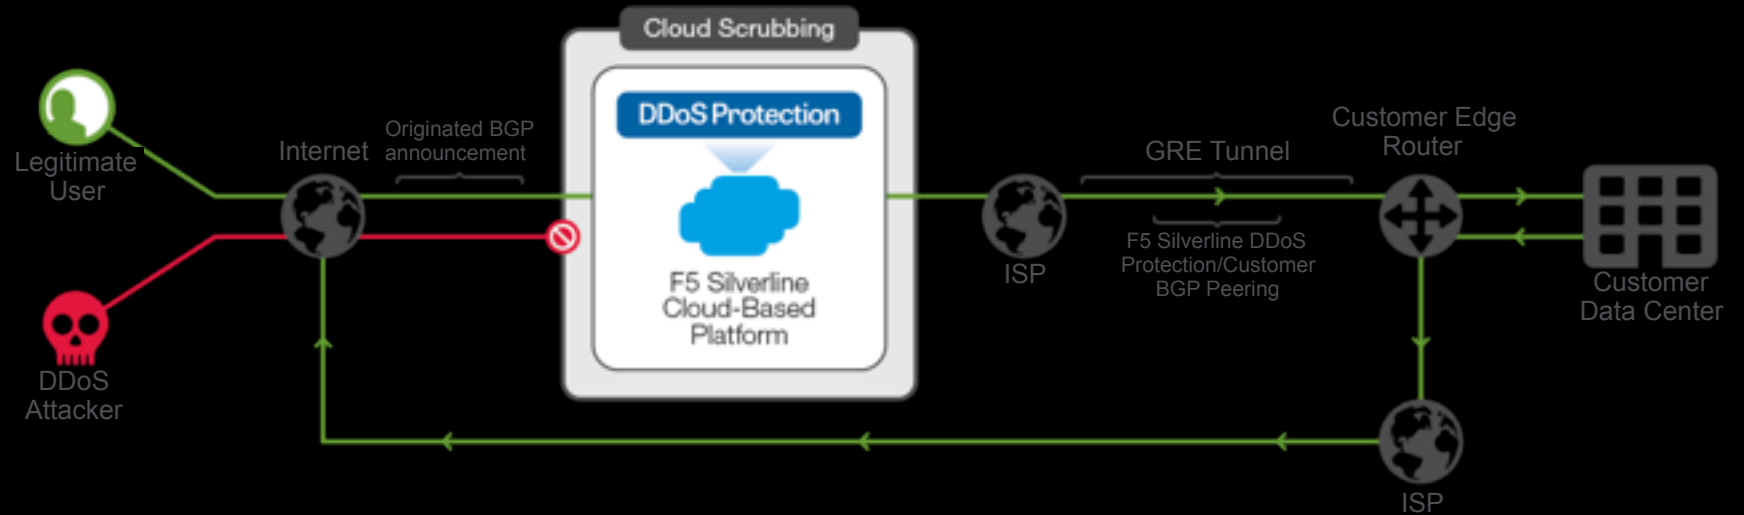 Cloud Scrubbing
DDoS Protection
F5 Silverline
Cloud-Based
Platform
Legitimate
User
DDoS
Attacker
Internet
Originated BGP
announcement
ISP
GRE Tunnel
F5 Silverline DDoS
Protection/Customer
BGP Peering
Customer Edge
Router
Customer
Data Center
ISP